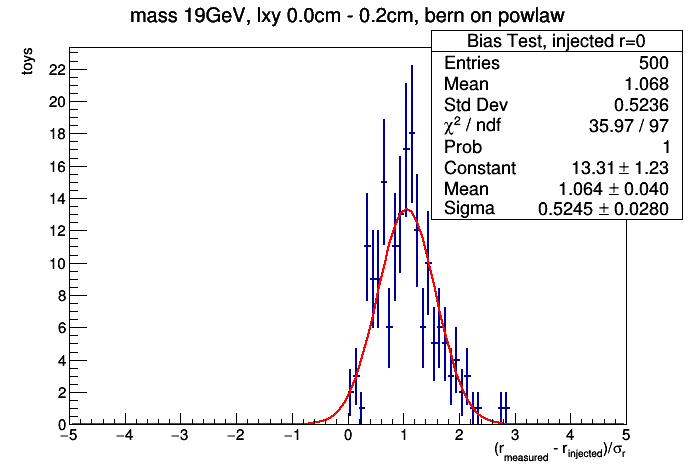 mass 19GeV, lxy 0.0cm - 0.2cm, bern on powlaw
Bias Test, injected r=0
Entries 500
Mean 1.068
Std Dev 0.5236
χ² / ndf 35.97 / 97
Prob 1
Constant 13.31 ± 1.23
Mean 1.064 ± 0.040
Sigma 0.5245 ± 0.0280
toys
22
20
18
16
14
12
10
8
6
4
2
0
−5 −4 −3 −2 −1 0 1 2 3 4 5
(r_measured - r_injected)/σ_r